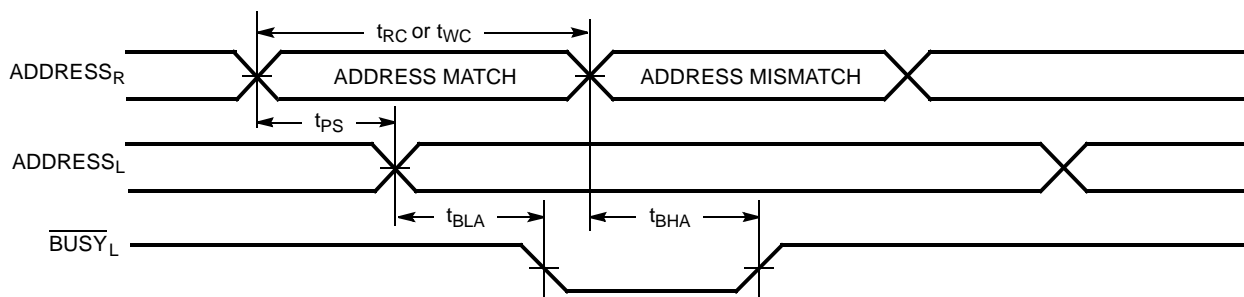 tRC or tWC
ADDRESSR
ADDRESS MATCH
ADDRESS MISMATCH
tPS
ADDRESSL
tBLA
tBHA
BUSYL